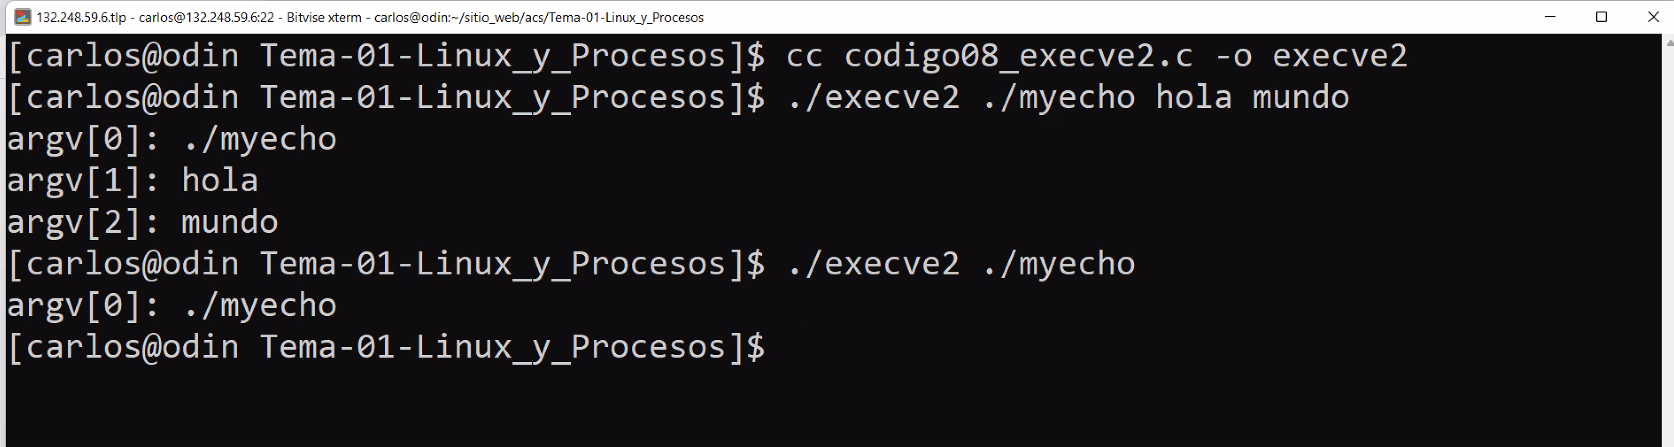 132.248.59.6.tlp - carlos@132.248.59.6:22 - Bitvise xterm - carlos@odin:~/sitio_web/acs/Tema-01-Linux_y_Procesos
[carlos@odin Tema-01-Linux_y_Procesos]$ cc codigo08_execve2.c -o execve2
[carlos@odin Tema-01-Linux_y_Procesos]$ ./execve2 ./myecho hola mundo
argv[0]: ./myecho
argv[1]: hola
argv[2]: mundo
[carlos@odin Tema-01-Linux_y_Procesos]$ ./execve2 ./myecho
argv[0]: ./myecho
[carlos@odin Tema-01-Linux_y_Procesos]$